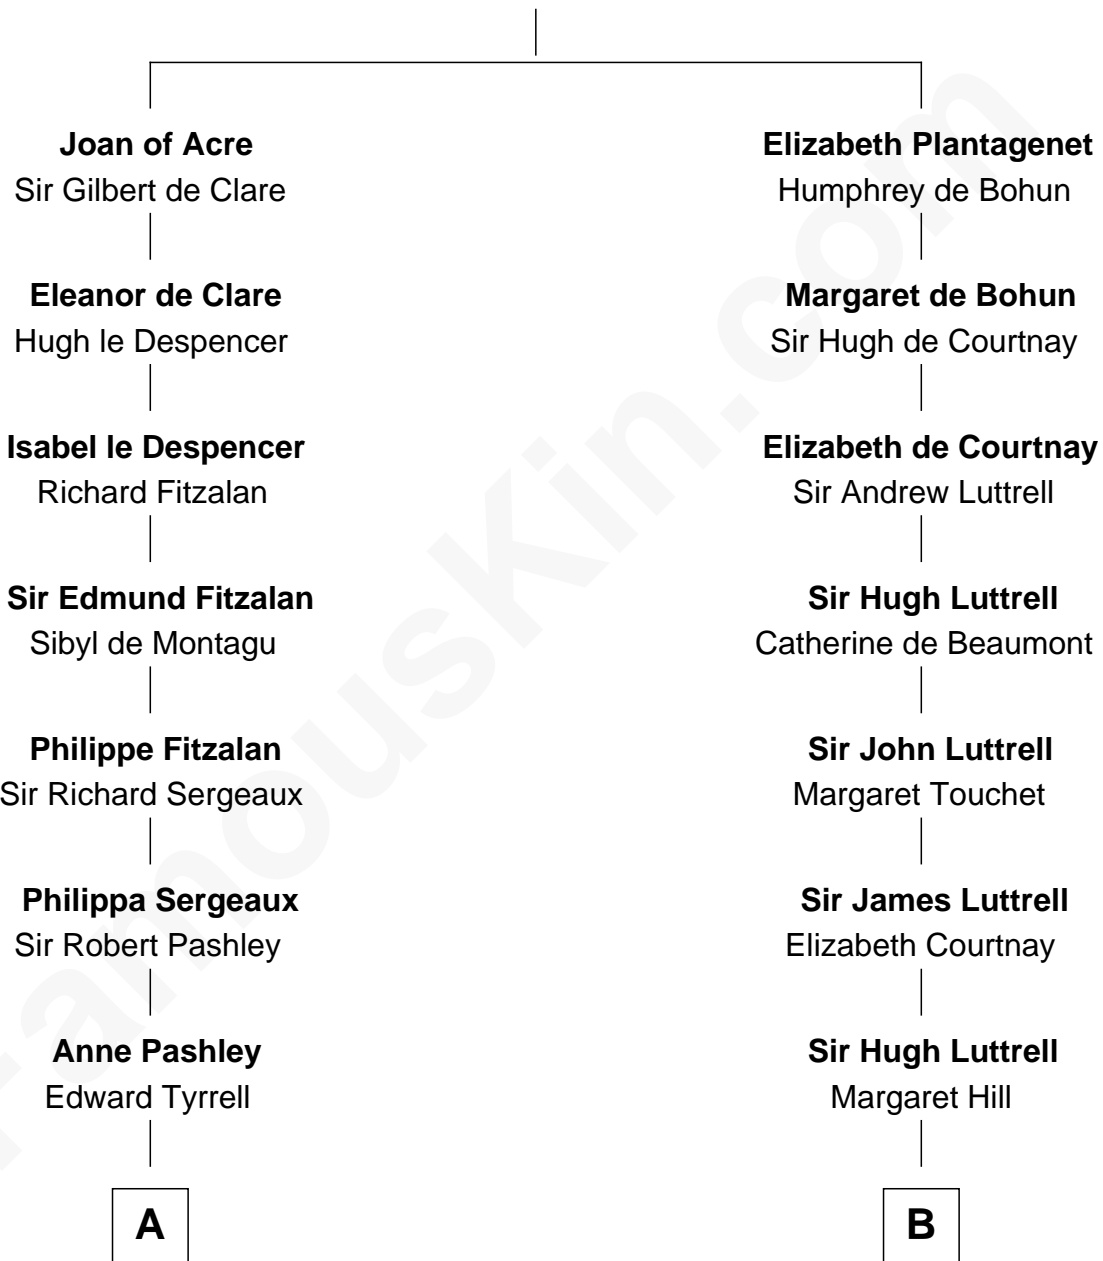 Joan of Acre
Sir Gilbert de Clare
Eleanor de Clare
Hugh le Despencer
Isabel le Despencer
Richard Fitzalan
Sir Edmund Fitzalan
Sibyl de Montagu
Philippe Fitzalan
Sir Richard Sergeaux
Philippa Sergeaux
Sir Robert Pashley
Anne Pashley
Edward Tyrrell
A
Elizabeth Plantagenet
Humphrey de Bohun
Margaret de Bohun
Sir Hugh de Courtnay
Elizabeth de Courtnay
Sir Andrew Luttrell
Sir Hugh Luttrell
Catherine de Beaumont
Sir John Luttrell
Margaret Touchet
Sir James Luttrell
Elizabeth Courtnay
Sir Hugh Luttrell
Margaret Hill
B
FamousKin.com